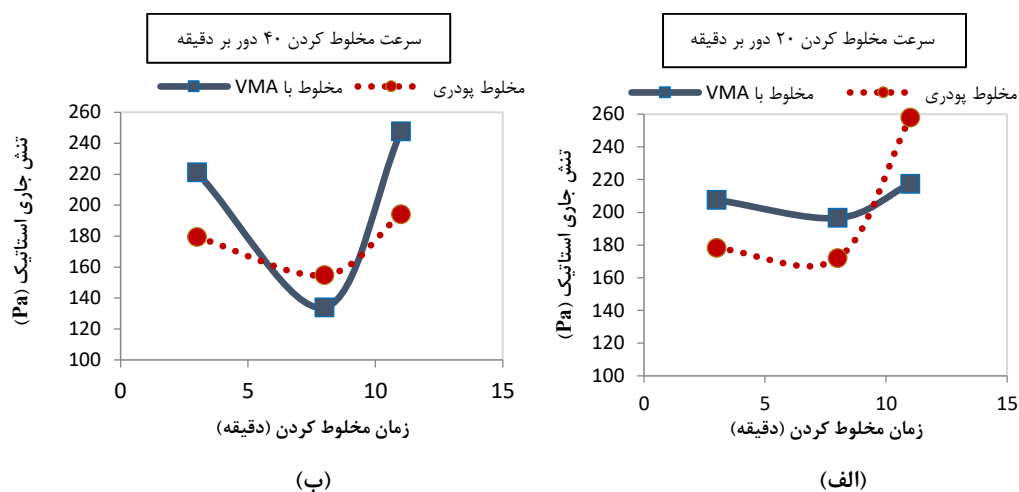 سرعت مخلوط کردن ۲۰ دور بر دقیقه
مخلوط پودری
مخلوط با VMA
تنش جاری استاتیک (Pa)
260
240
220
200
180
160
140
120
100
0
5
10
15
زمان مخلوط کردن (دقیقه)
(الف)
سرعت مخلوط کردن ۴۰ دور بر دقیقه
مخلوط پودری
مخلوط با VMA
تنش جاری استاتیک (Pa)
260
240
220
200
180
160
140
120
100
0
5
10
15
زمان مخلوط کردن (دقیقه)
(ب)